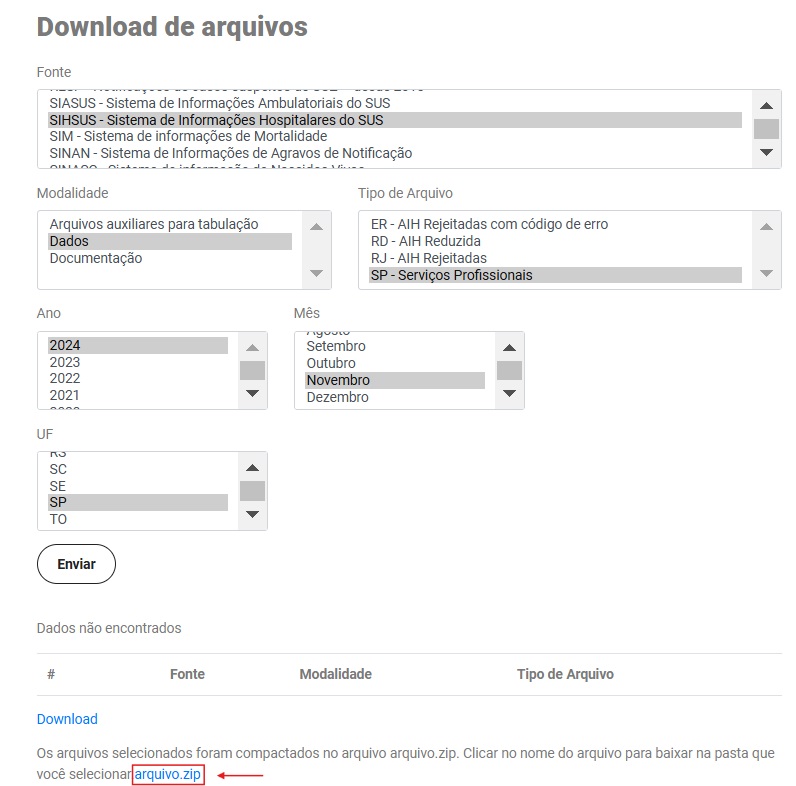 Download de arquivos
Fonte
SIASUS - Sistema de Informações Ambulatoriais do SUS
SIHSUS - Sistema de Informações Hospitalares do SUS
SIM - Sistema de informações de Mortalidade
SINAN - Sistema de Informações de Agravos de Notificação
Modalidade
Arquivos auxiliares para tabulação
Dados
Documentação
Tipo de Arquivo
ER - AIH Rejeitadas com código de erro
RD - AIH Reduzida
RJ - AIH Rejeitadas
SP - Serviços Profissionais
Ano
2024
2023
2022
2021
Mês
Agosto
Setembro
Outubro
Novembro
Dezembro
UF
RS
SC
SE
SP
TO
Enviar
Dados não encontrados
# Fonte Modalidade Tipo de Arquivo
Download
Os arquivos selecionados foram compactados no arquivo arquivo.zip. Clicar no nome do arquivo para baixar na pasta que
você selecionar arquivo.zip